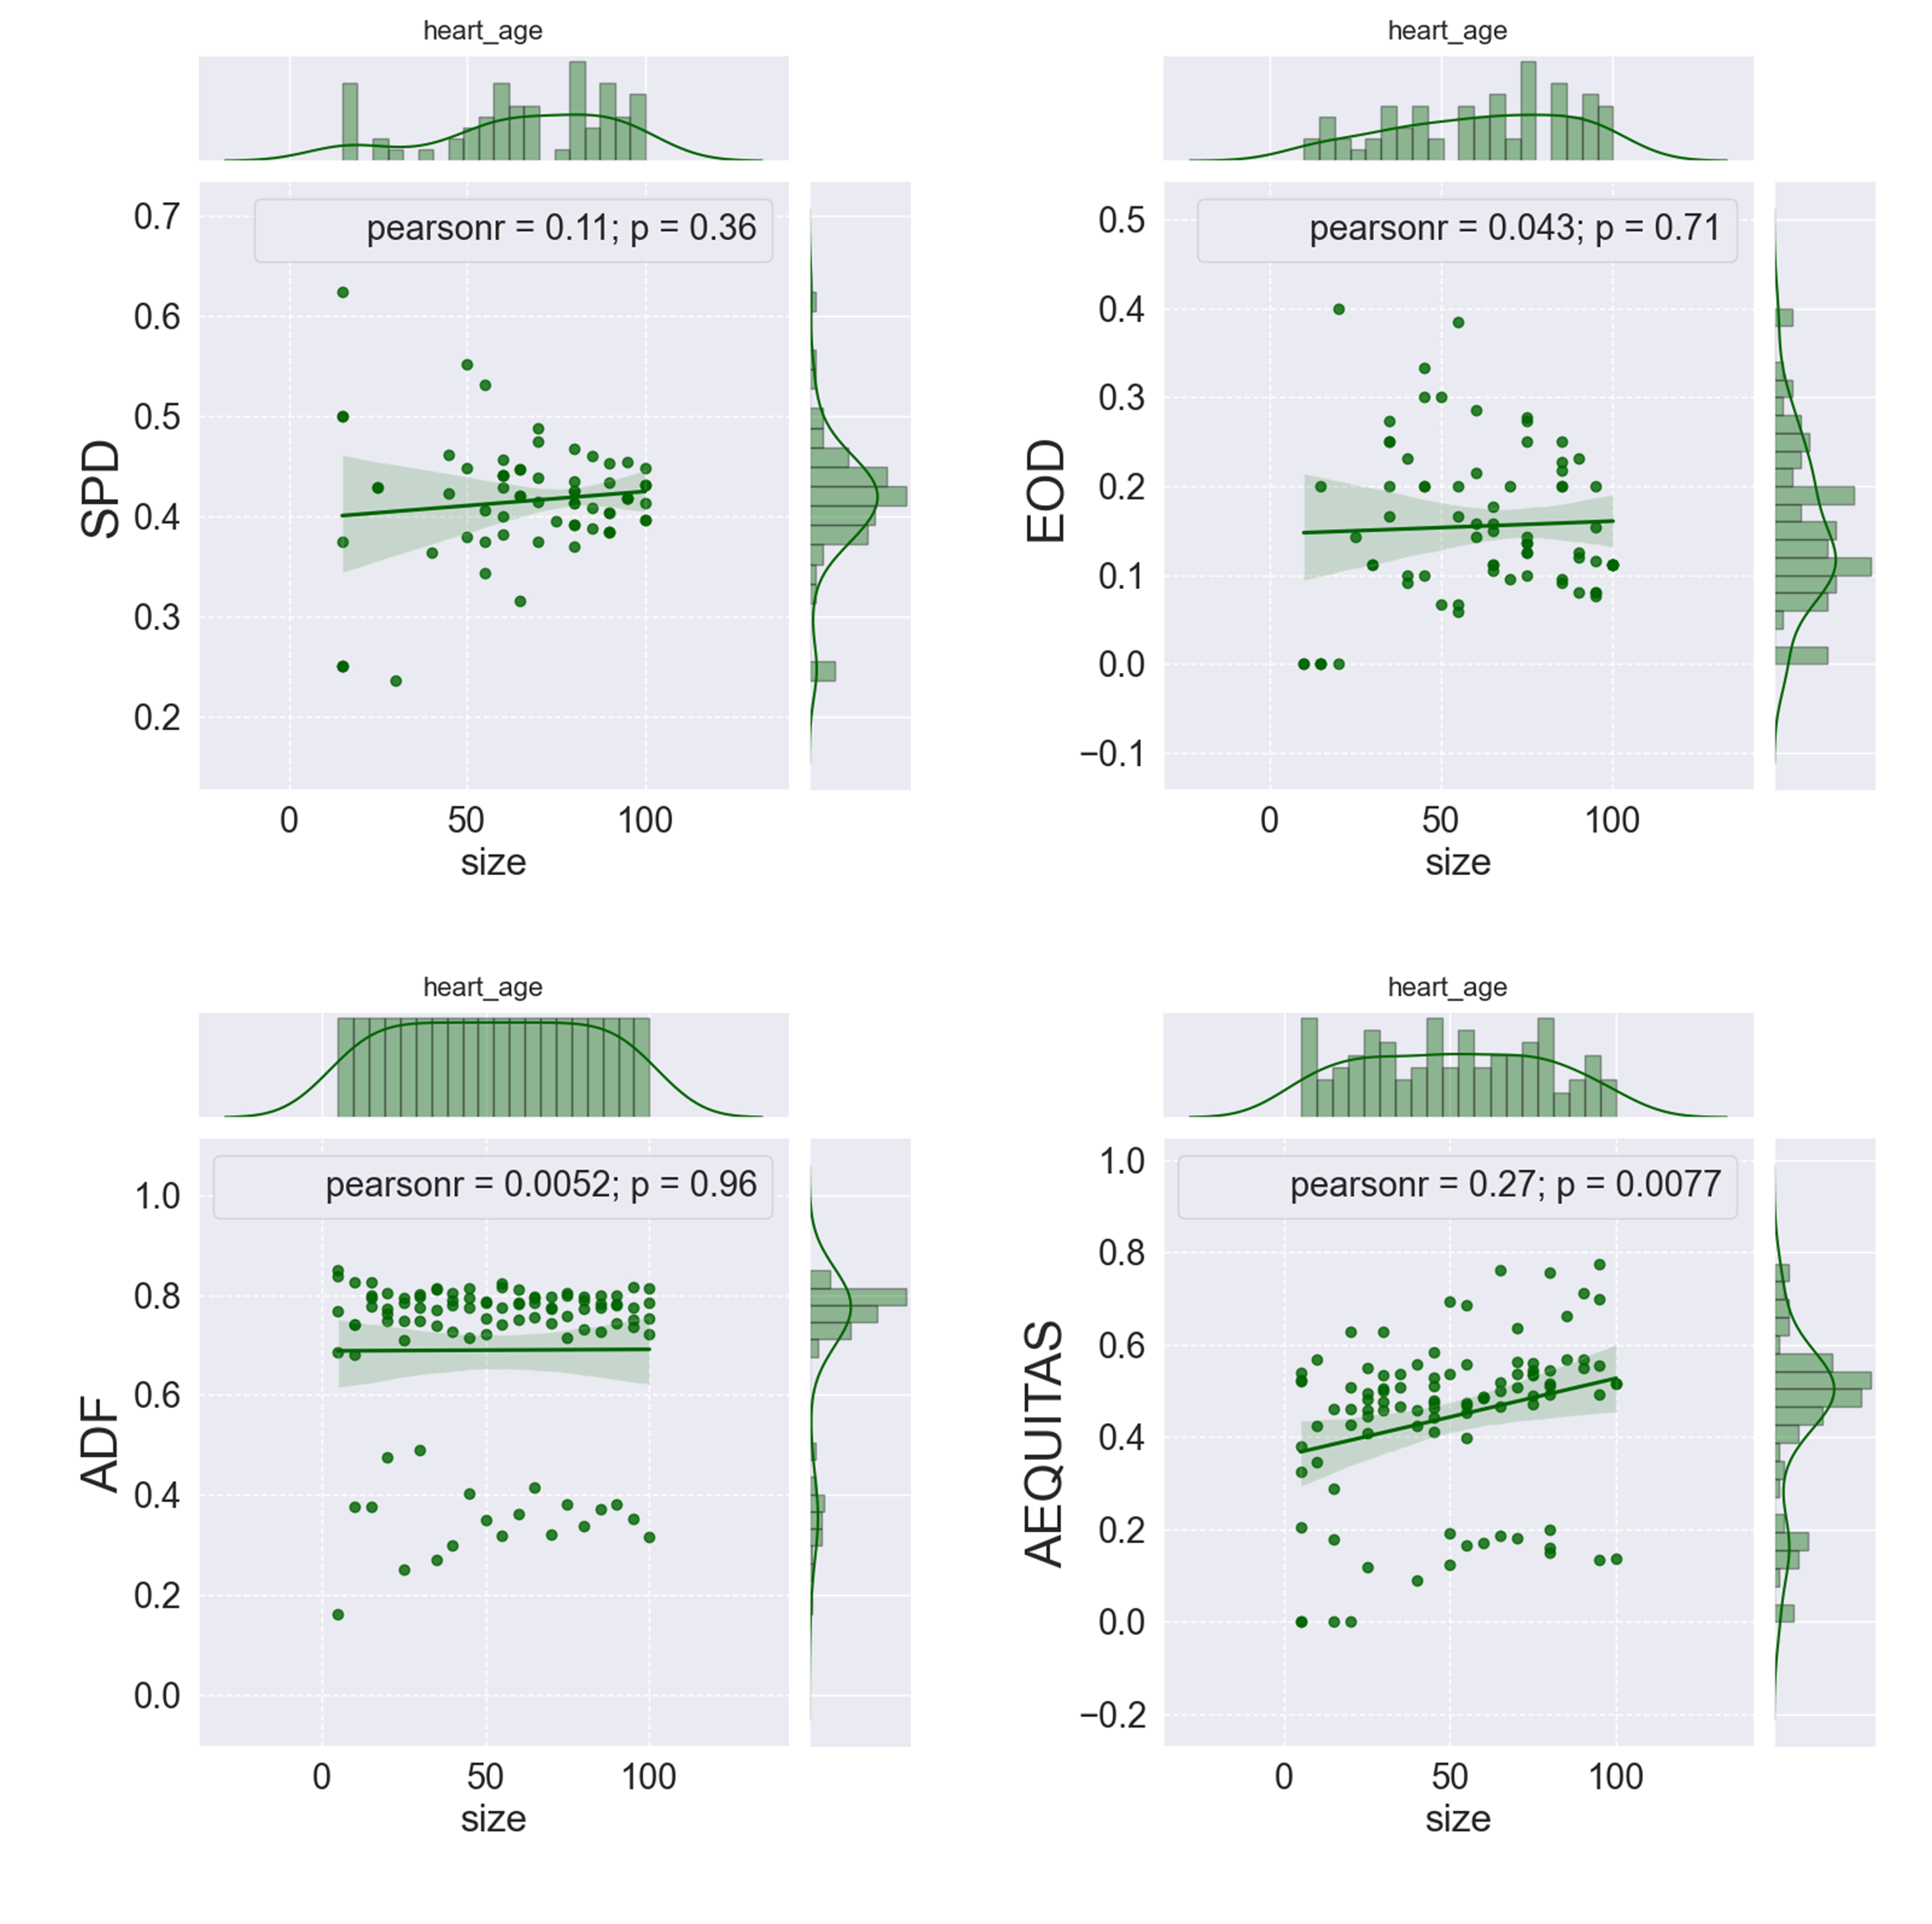 heart_age
pearsonr = 0.11; p = 0.36
SPD
0.7
0.6
0.5
0.4
0.3
0.2
0
50
100
size
heart_age
pearsonr = 0.043; p = 0.71
EOD
0.5
0.4
0.3
0.2
0.1
0.0
−0.1
0
50
100
size
heart_age
pearsonr = 0.0052; p = 0.96
ADF
1.0
0.8
0.6
0.4
0.2
0.0
0
50
100
size
heart_age
pearsonr = 0.27; p = 0.0077
AEQUITAS
1.0
0.8
0.6
0.4
0.2
0.0
−0.2
0
50
100
size